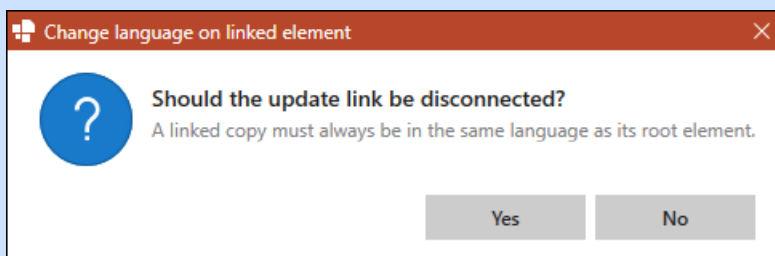 Change language on linked element
Should the update link be disconnected?
A linked copy must always be in the same language as its root element.
Yes
No